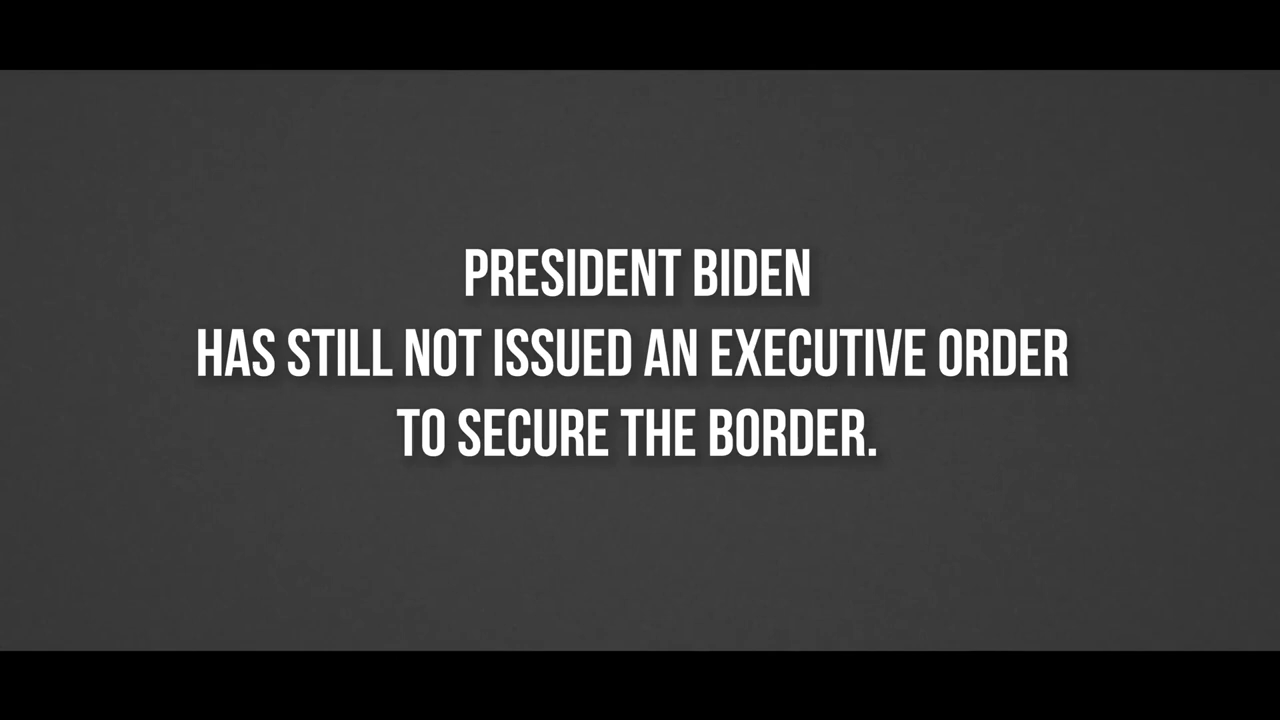 PRESIDENT BIDEN
HAS STILL NOT ISSUED AN EXECUTIVE ORDER
TO SECURE THE BORDER.